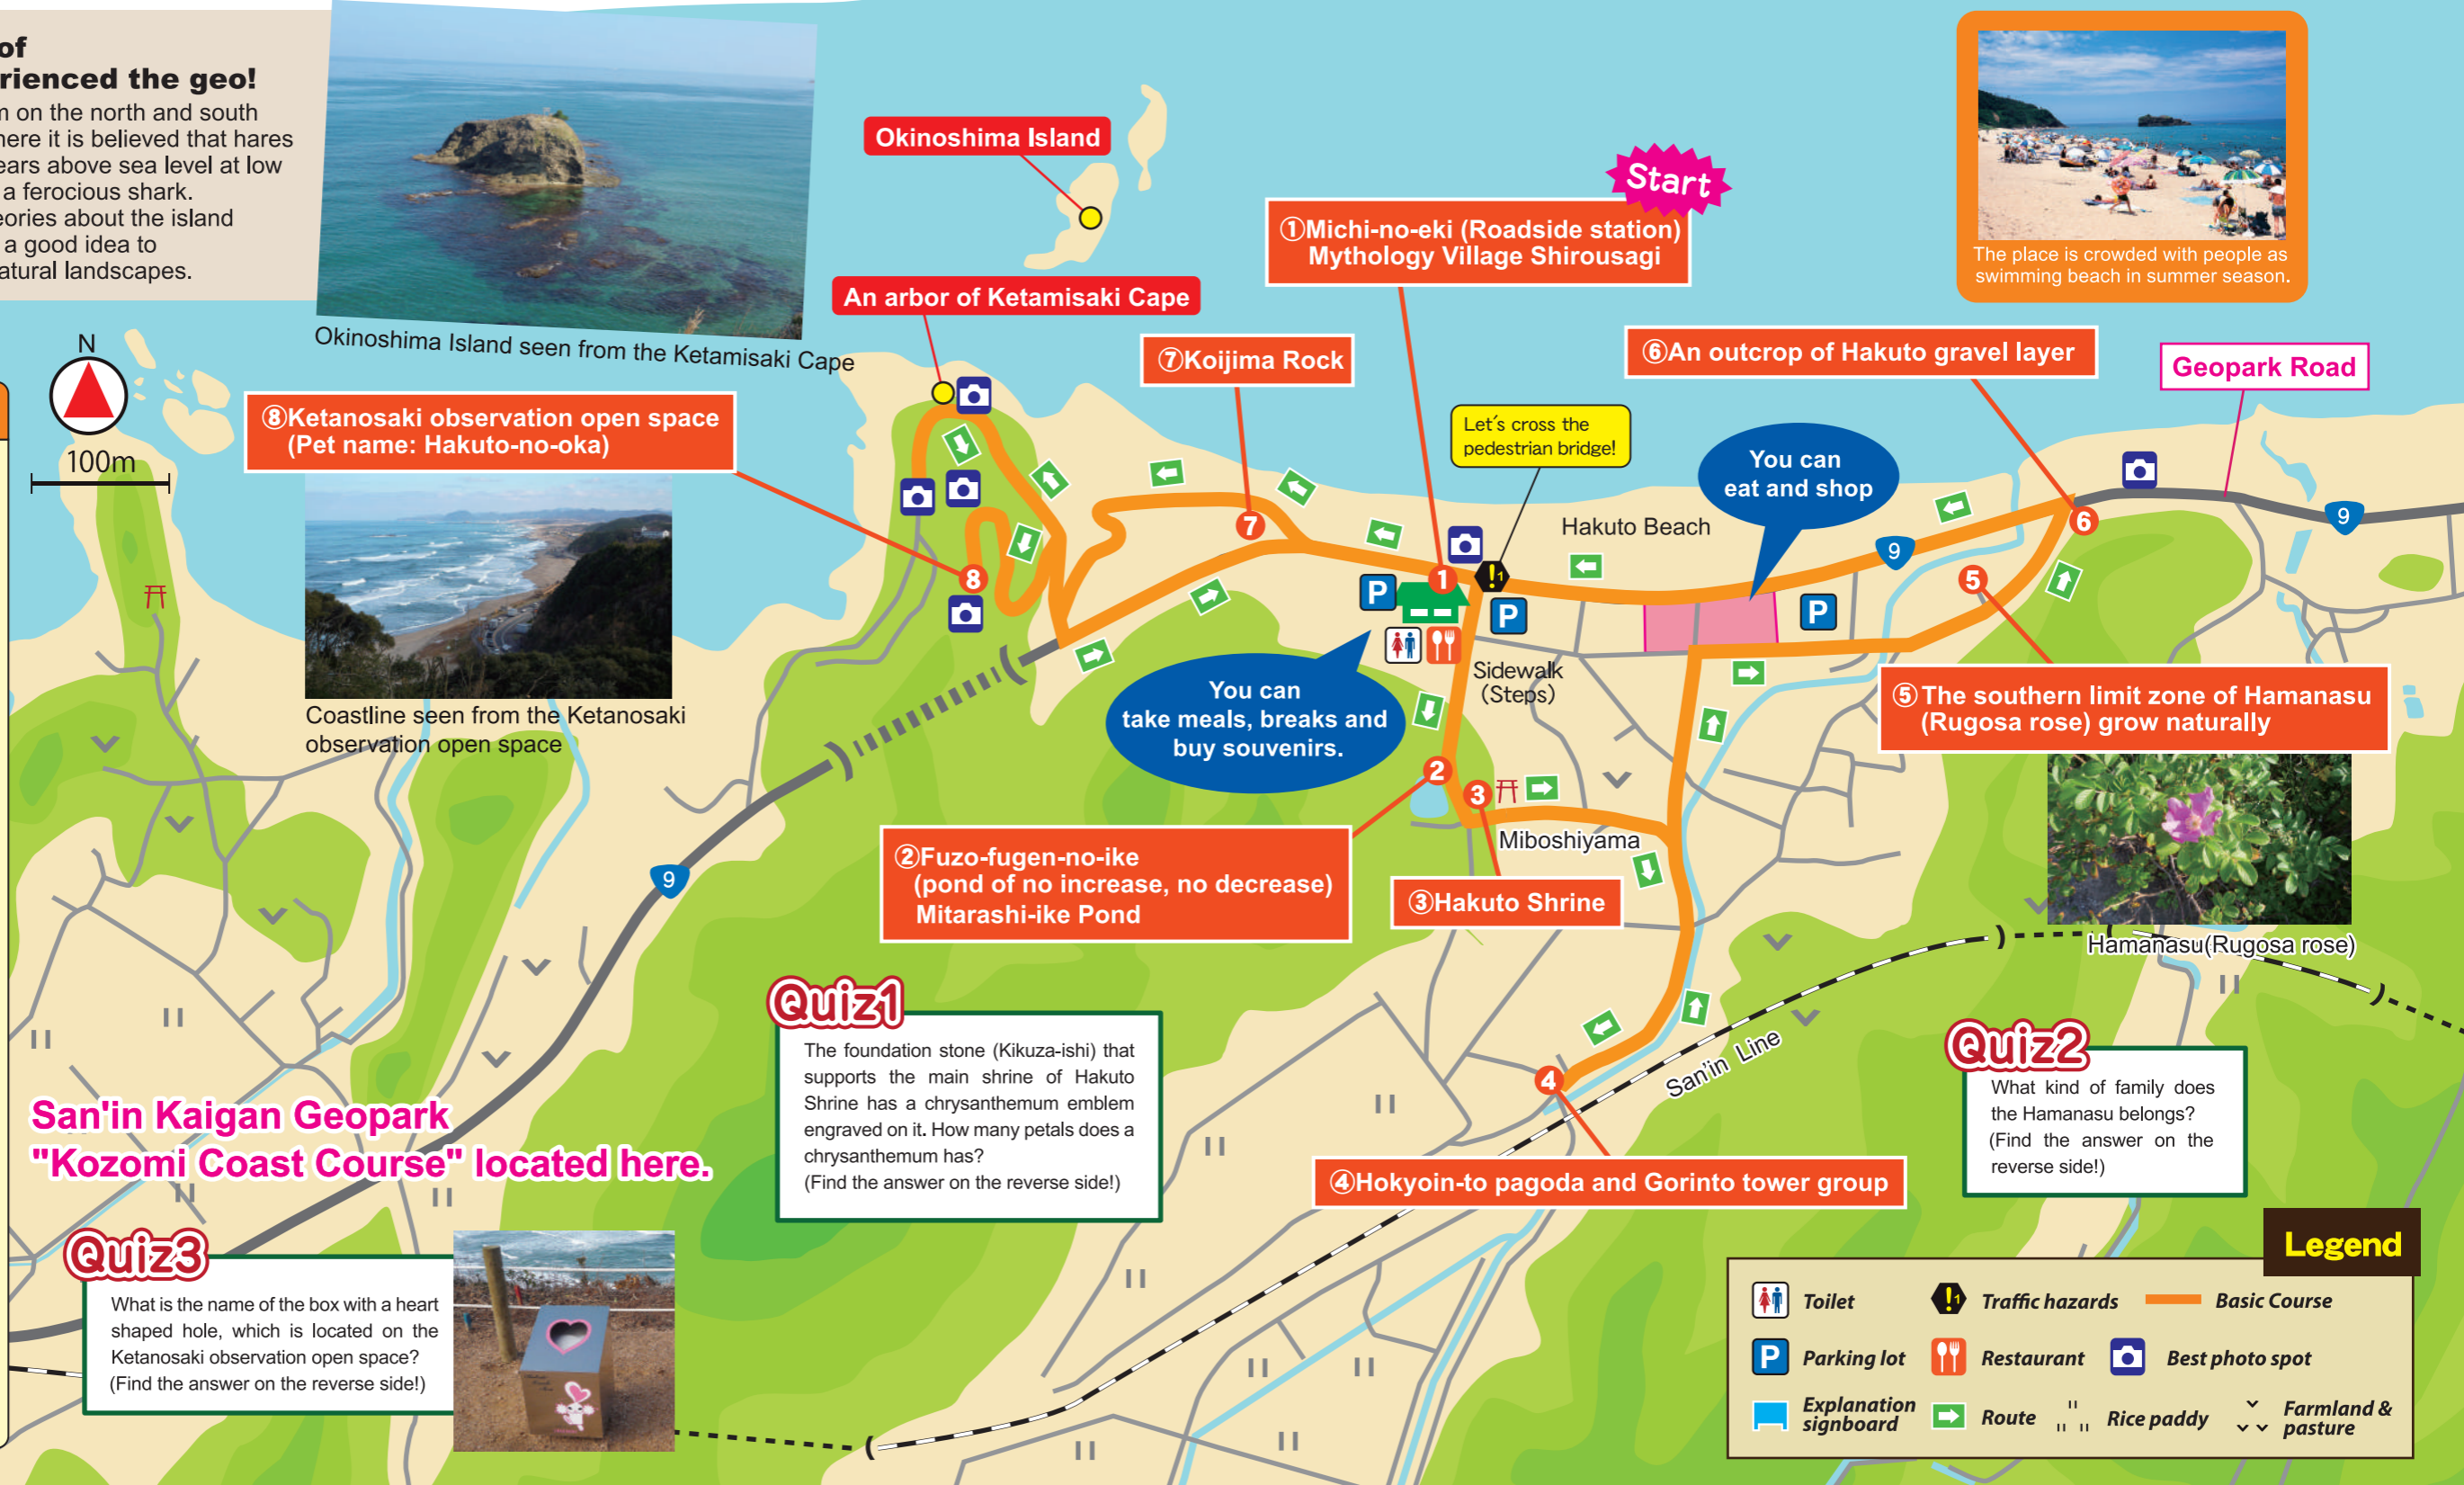 of
rienced the geo!
m on the north and south
here it is believed that hares
ears above sea level at low
a ferocious shark.
eories about the island
a good idea to
atural landscapes.
Okinoshima Island seen from the Ketamisaki Cape
Okinoshima Island
An arbor of Ketamisaki Cape
Start
①Michi-no-eki (Roadside station)
Mythology Village Shirousagi
The place is crowded with people as
swimming beach in summer season.
N
100m
⑧Ketanosaki observation open space
(Pet name: Hakuto-no-oka)
Coastline seen from the Ketanosaki
observation open space
⑦Koijima Rock
⑥An outcrop of Hakuto gravel layer
Geopark Road
Let's cross the
pedestrian bridge!
You can
eat and shop
Hakuto Beach
9
9
6
7
8
1
!1
P
P
P
5
Sidewalk
(Steps)
You can
take meals, breaks and
buy souvenirs.
⑤The southern limit zone of Hamanasu
(Rugosa rose) grow naturally
Hamanasu(Rugosa rose)
2
3
Miboshiyama
②Fuzo-fugen-no-ike
(pond of no increase, no decrease)
Mitarashi-ike Pond
③Hakuto Shrine
9
4
San'in Line
④Hokyoin-to pagoda and Gorinto tower group
San'in Kaigan Geopark
"Kozomi Coast Course" located here.
Quiz1
The foundation stone (Kikuza-ishi) that
supports the main shrine of Hakuto
Shrine has a chrysanthemum emblem
engraved on it. How many petals does a
chrysanthemum has?
(Find the answer on the reverse side!)
Quiz2
What kind of family does
the Hamanasu belongs?
(Find the answer on the
reverse side!)
Quiz3
What is the name of the box with a heart
shaped hole, which is located on the
Ketanosaki observation open space?
(Find the answer on the reverse side!)
Legend
Toilet
!1
Traffic hazards
Basic Course
P
Parking lot
Restaurant
Best photo spot
Explanation
signboard
Route
Rice paddy
Farmland &
pasture